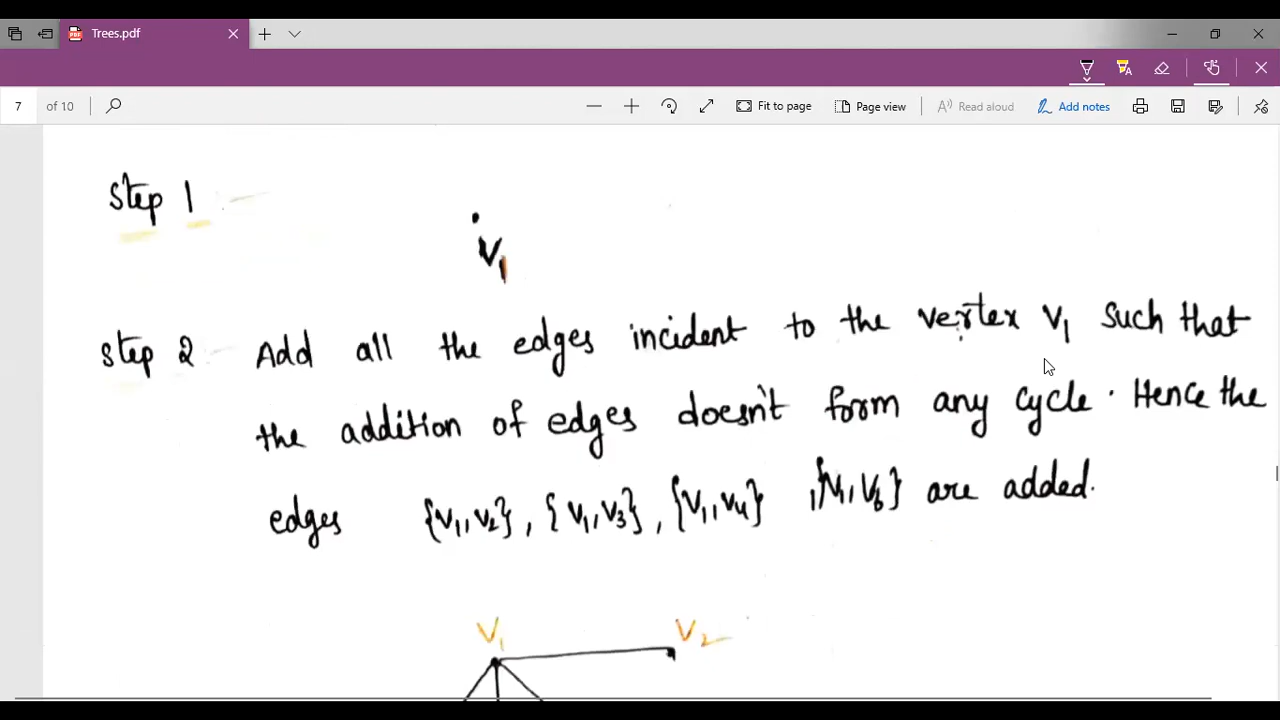 Trees.pdf
7 of 10
Fit to page
Page view
Read aloud
Add notes
Step 1
V1
Step 2 Add all the edges incident to the vertex V1 such that
the addition of edges doesn't form any cycle. Hence the
edges {V1,V2}, {V1,V3}, {V1,V4} ,{V1,V6} are added.
V1
V2